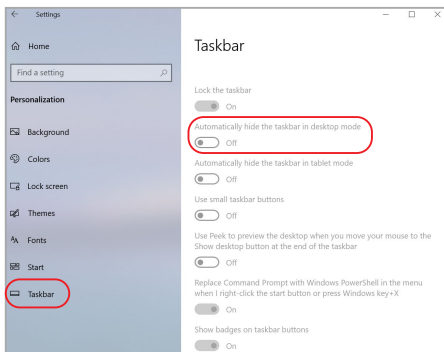 Settings
Home
Find a setting
Personalization
Background
Colors
Lock screen
Themes
Fonts
Start
Taskbar
Taskbar
Lock the taskbar
On
Automatically hide the taskbar in desktop mode
Off
Automatically hide the taskbar in tablet mode
Off
Use small taskbar buttons
Off
Use Peek to preview the desktop when you move your mouse to the
Show desktop button at the end of the taskbar
Off
Replace Command Prompt with Windows PowerShell in the menu
when I right-click the start button or press Windows key+X
On
Show badges on taskbar buttons
On